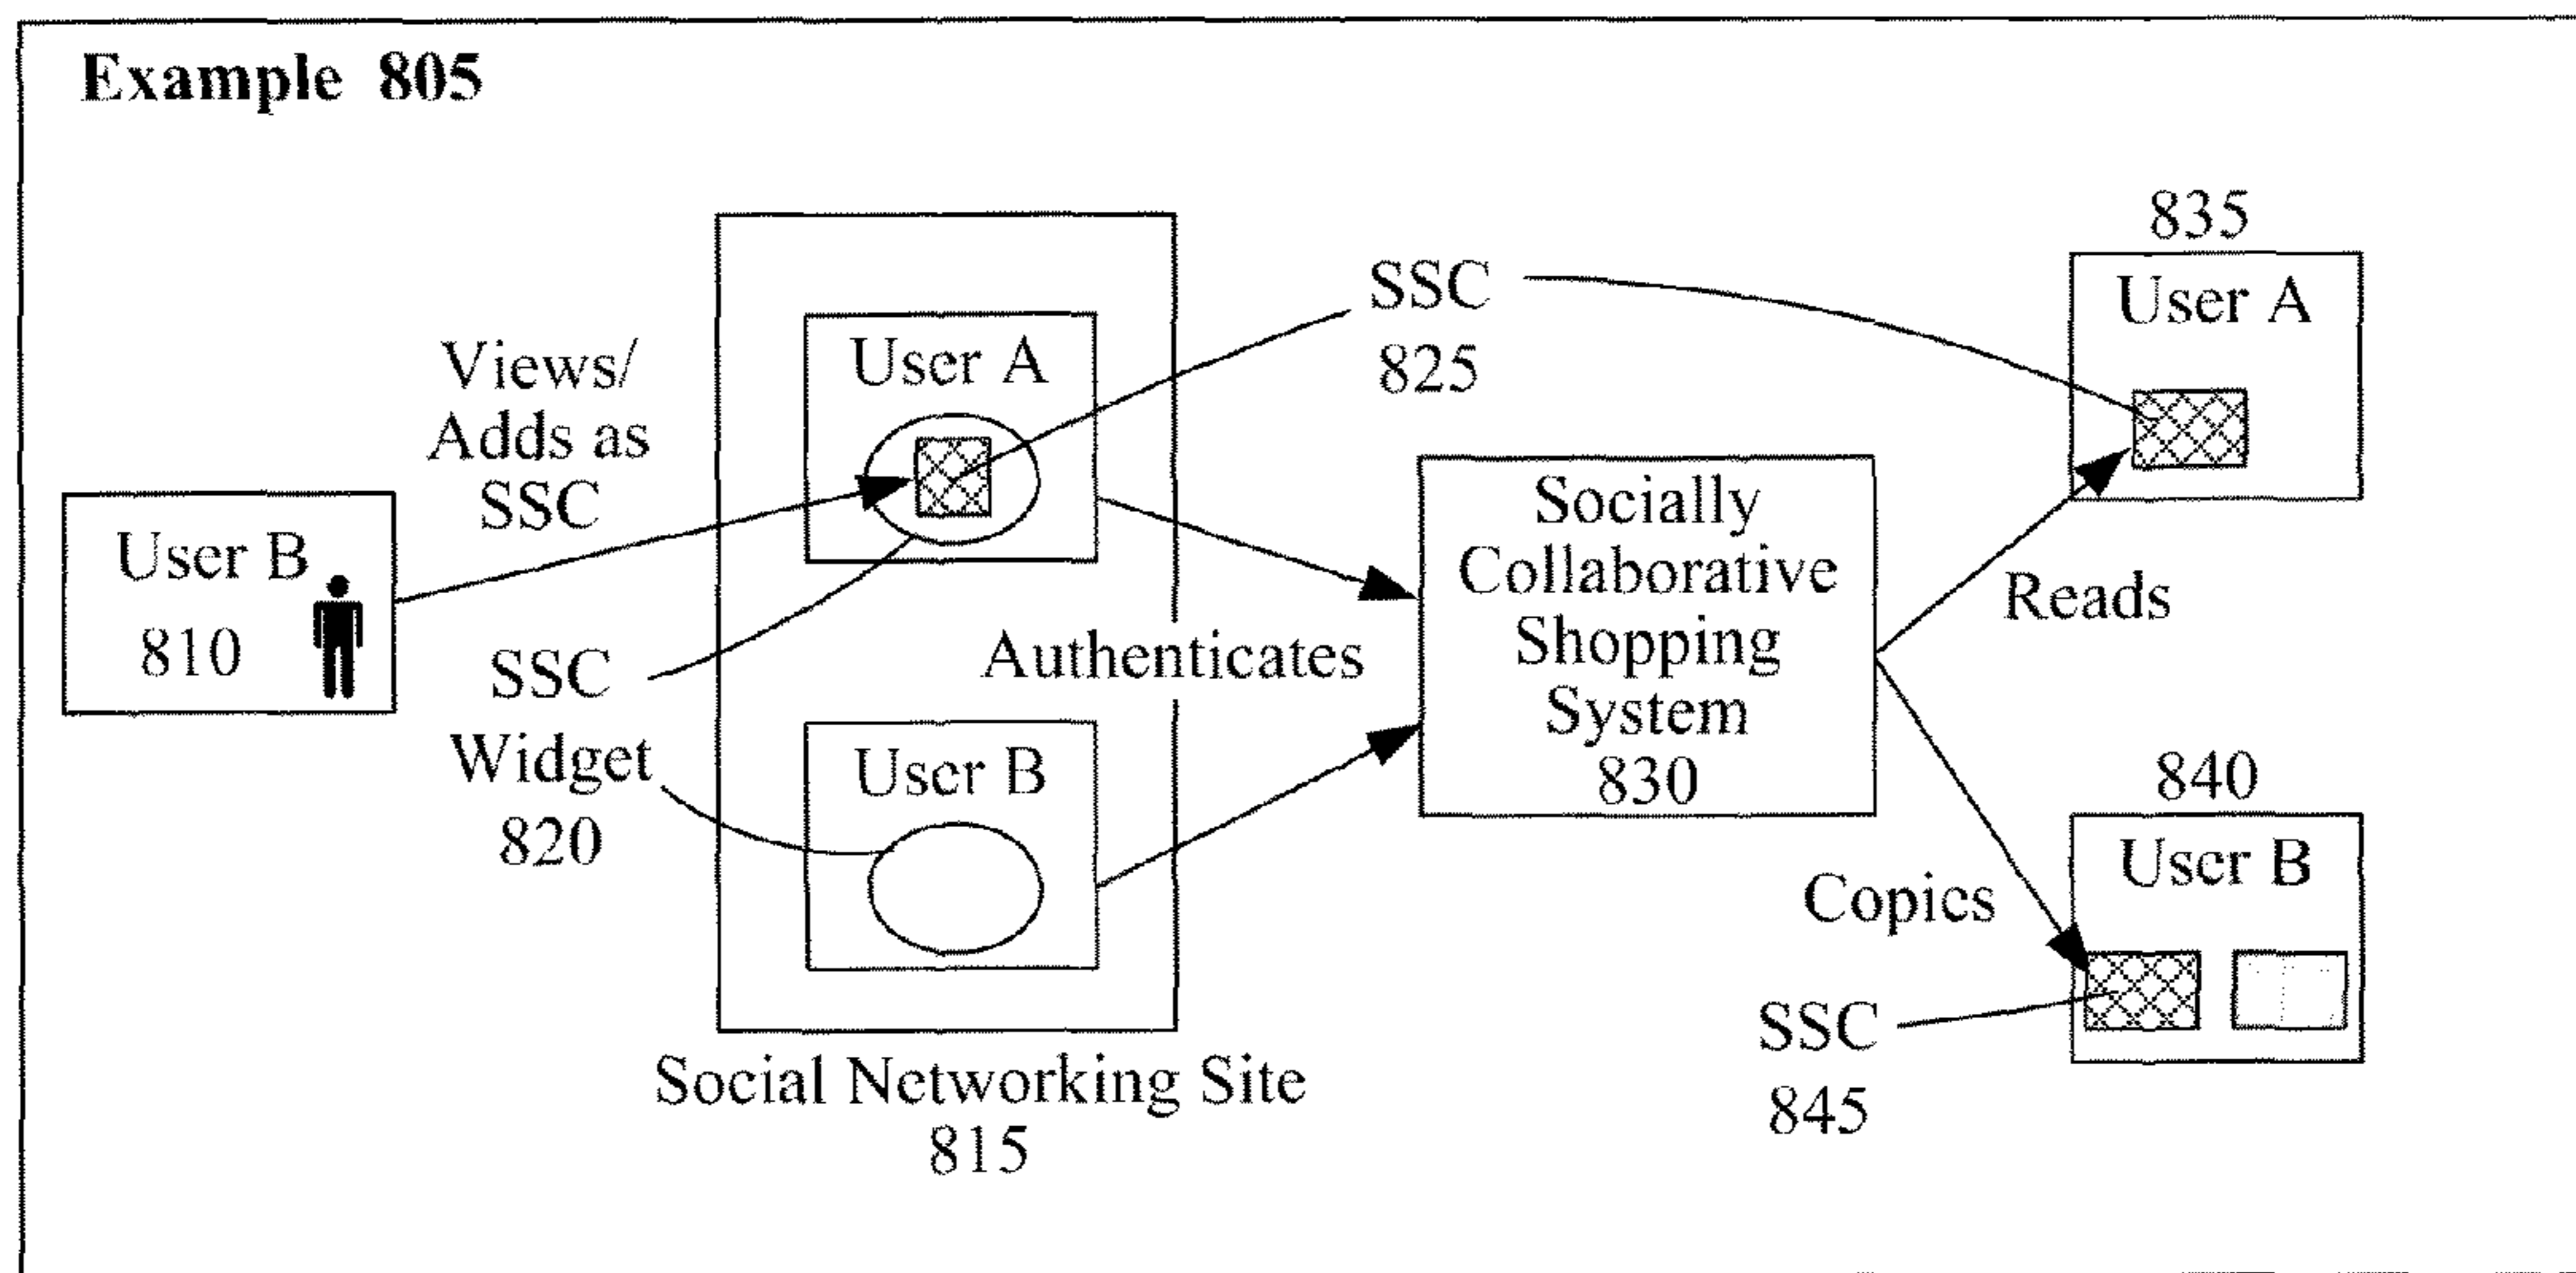 Example 805
Views/
Adds as
SSC
User B
810
User A
SSC
Widget
820
Authenticates
User B
Social Networking Site
815
SSC
825
Socially
Collaborative
Shopping
System
830
835
User A
Reads
840
User B
Copies
SSC
845